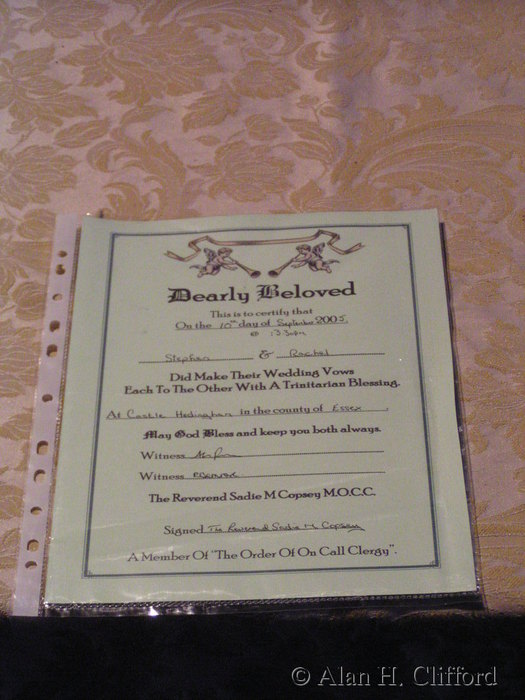 Dearly Beloved
This is to certify that
On the 10th day of September 2005.
@ 1.30pm
Stephen & Rachel
Did Make Their Wedding Vows
Each To The Other With A Trinitarian Blessing.
At Castle Hedingham in the county of Essex.
May God Bless and keep you both always.
Witness
Witness
The Reverend Sadie M Copsey M.O.C.C.
Signed The Reverend Sadie M. Copsey
A Member Of "The Order Of On Call Clergy".
© Alan H. Clifford